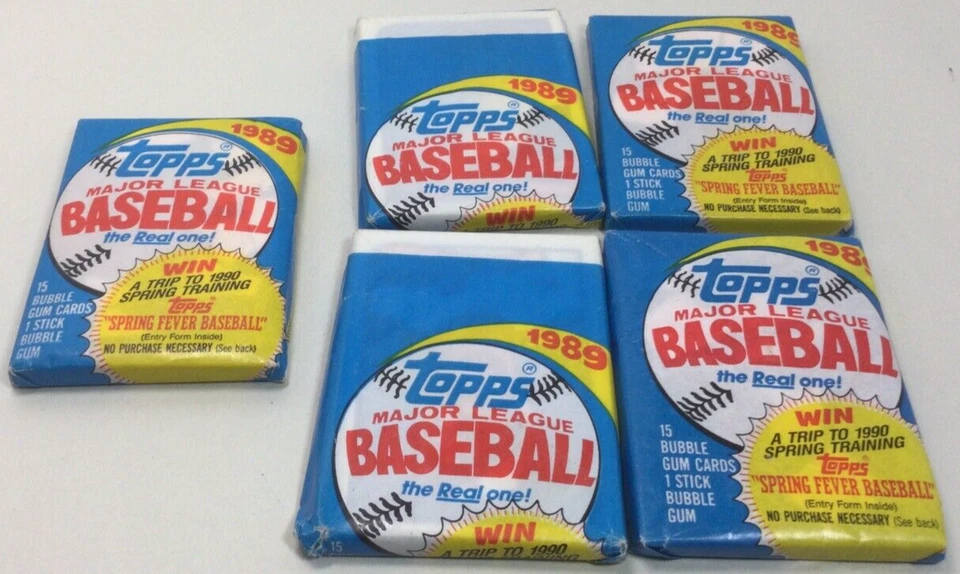 1989
Topps®
MAJOR LEAGUE
BASEBALL
the Real one!
WIN
A TRIP TO 1990
SPRING TRAINING
Topps®
"SPRING FEVER BASEBALL"
(Entry Form Inside)
NO PURCHASE NECESSARY (See back)
15
BUBBLE
GUM CARDS
1 STICK
BUBBLE
GUM
1989
Topps®
MAJOR LEAGUE
BASEBALL
the Real one!
WIN
A TRIP TO 1990
1989
Topps®
MAJOR LEAGUE
BASEBALL
the Real one!
WIN
A TRIP TO 1990
SPRING TRAINING
Topps
"SPRING FEVER BASEBALL"
(Entry Form Inside)
NO PURCHASE NECESSARY (See back)
15
BUBBLE
GUM CARDS
1 STICK
BUBBLE
GUM
1989
Topps®
MAJOR LEAGUE
BASEBALL
the Real one!
WIN
A TRIP TO 1990
15
198
Topps®
MAJOR LEAGUE
BASEBALL
the Real one!
WIN
A TRIP TO 1990
SPRING TRAINING
Topps
"SPRING FEVER BASEBALL"
(Entry Form Inside)
NO PURCHASE NECESSARY (See back)
15
BUBBLE
GUM CARDS
1 STICK
BUBBLE
GUM